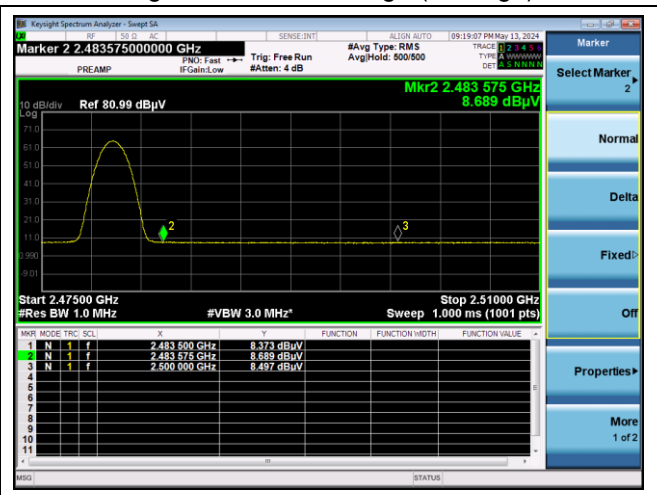 Keysight Spectrum Analyzer - Swept SA
RF 50 Ω AC SENSE:INT ALIGN AUTO 09:19:07 PM May 13, 2024
Marker 2 2.483575000000 GHz
PREAMP
PNO: Fast
IFGain:Low
Trig: Free Run
#Atten: 4 dB
#Avg Type: RMS
Avg|Hold: 500/500
TRACE 1 2 3 4 5 6
TYPE A WWWWW
DET A S N N N N
Mkr2 2.483 575 GHz
8.689 dBµV
10 dB/div Ref 80.99 dBµV
Log
71.0
61.0
51.0
41.0
31.0
21.0
11.0
0.990
-9.01
2
3
Start 2.47500 GHz Stop 2.51000 GHz
#Res BW 1.0 MHz #VBW 3.0 MHz* Sweep 1.000 ms (1001 pts)
MKR MODE TRC SCL X Y FUNCTION FUNCTION WIDTH FUNCTION VALUE
1 N 1 f 2.483 500 GHz 8.373 dBµV
2 N 1 f 2.483 575 GHz 8.689 dBµV
3 N 1 f 2.500 000 GHz 8.497 dBµV
4
5
6
7
8
9
10
11
MSG STATUS
Marker
Select Marker
2
Normal
Delta
Fixed
Off
Properties
More
1 of 2